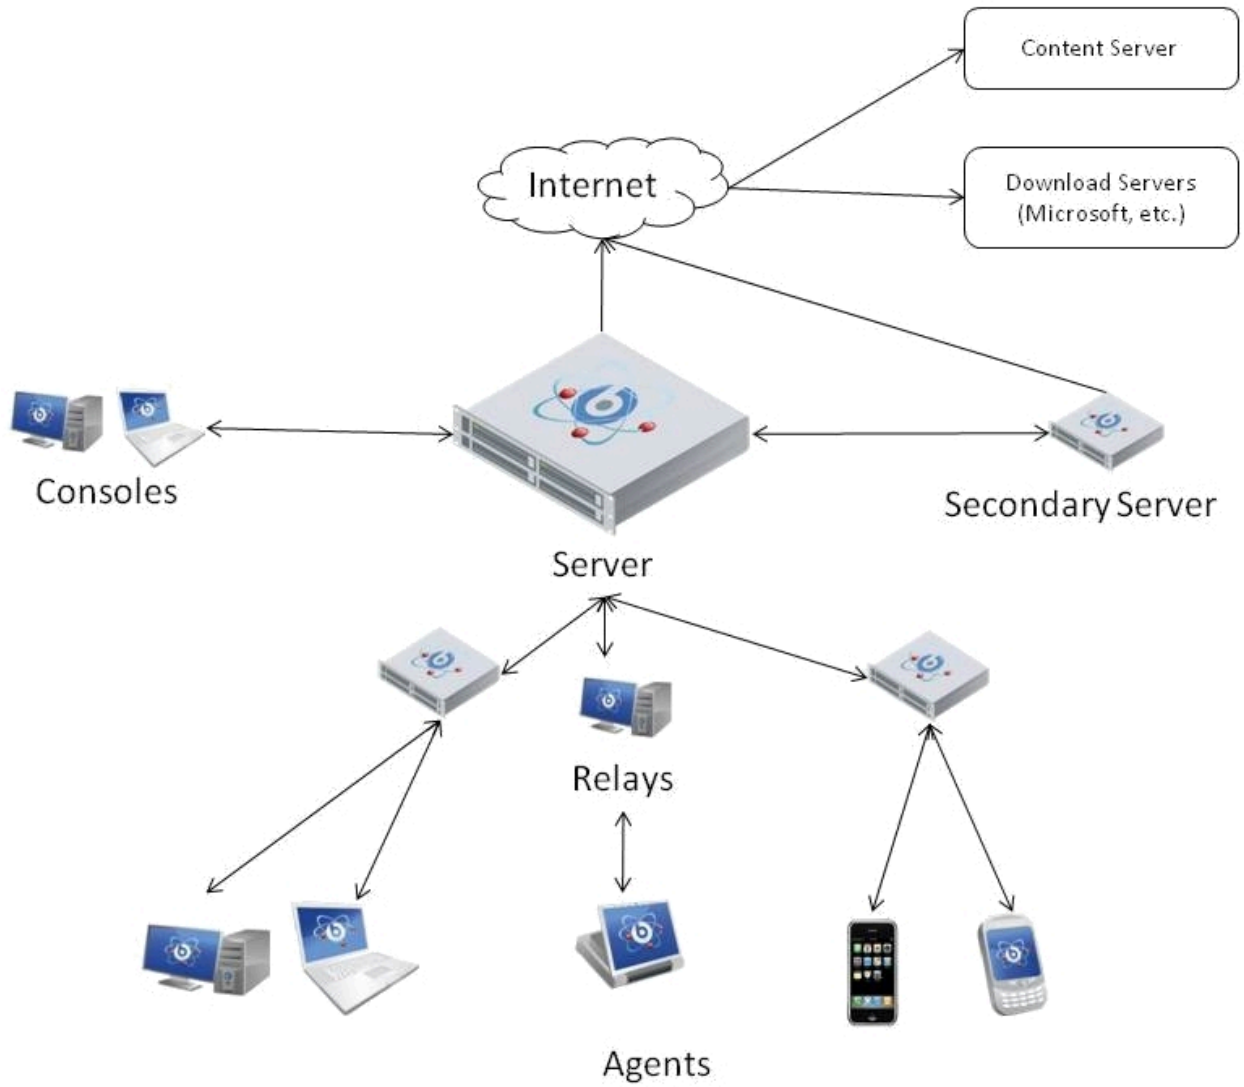 Content Server
Internet
Download Servers
(Microsoft, etc.)
Consoles
Secondary Server
Server
Relays
Agents